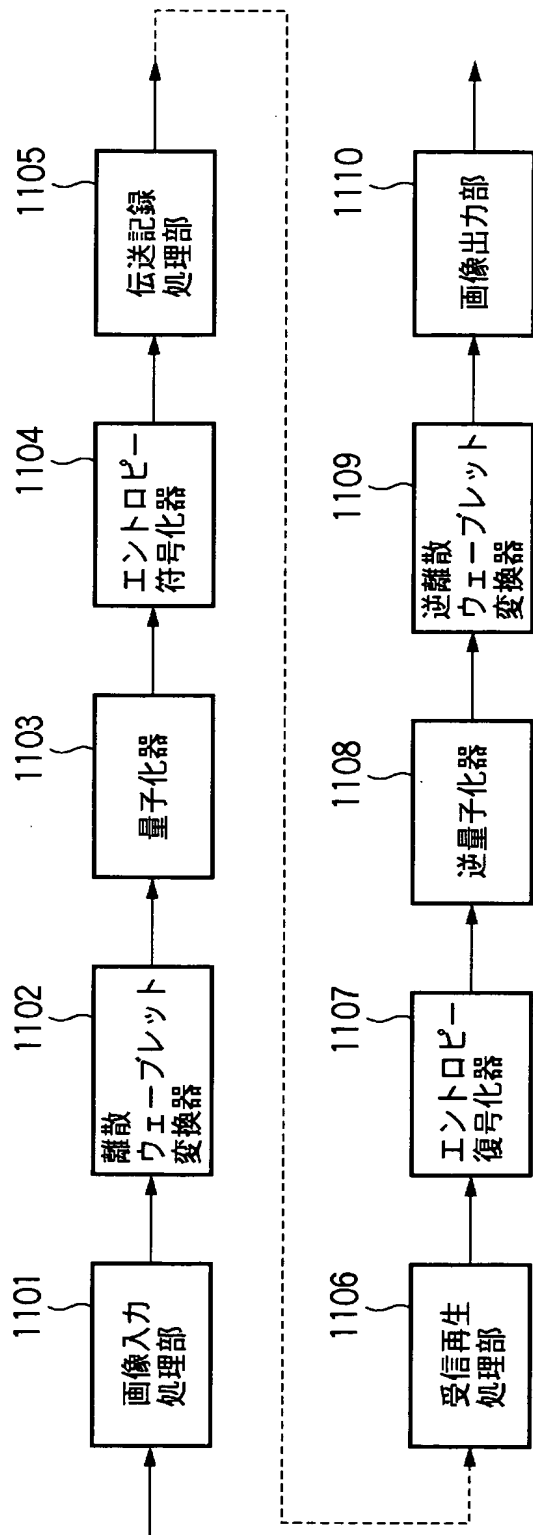 1101
画像入力
処理部
1102
離散
ウェーブレット
変換器
1103
量子化器
1104
エントロピー
符号化器
1105
伝送記録
処理部
1106
受信再生
処理部
1107
エントロピー
復号化器
1108
逆量子化器
1109
逆離散
ウェーブレット
変換器
1110
画像出力部